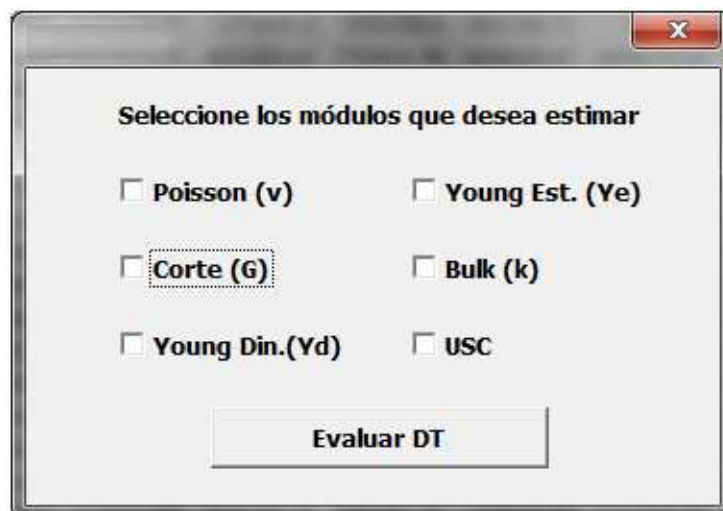 Seleccione los módulos que desea estimar
Poisson (v) Young Est. (Ye)
Corte (G) Bulk (k)
Young Din.(Yd) USC
Evaluar DT